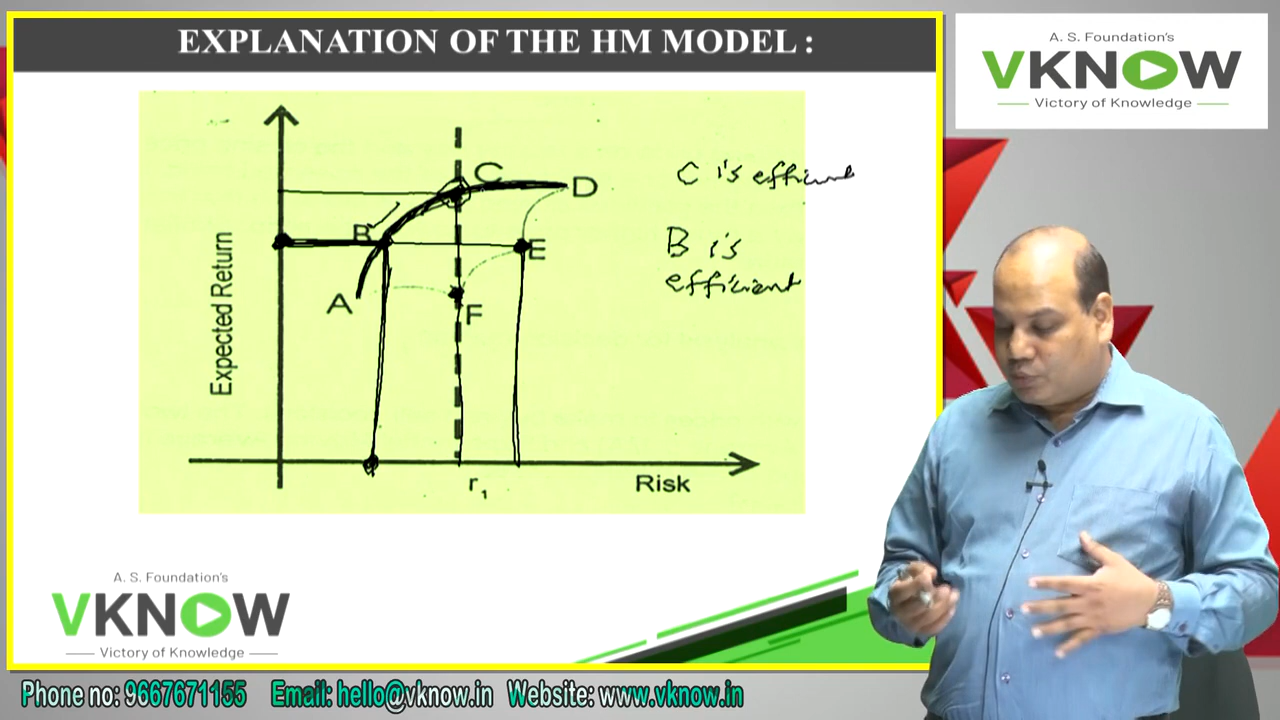 EXPLANATION OF THE HM MODEL :
A. S. Foundation's
VKNOW
Victory of Knowledge
C
D
B
E
A
F
Expected Return
r₁
Risk
C is efficient
B is
efficient
A. S. Foundation's
VKNOW
Victory of Knowledge
Phone no: 9667671155 Email: hello@vknow.in Website: www.vknow.in